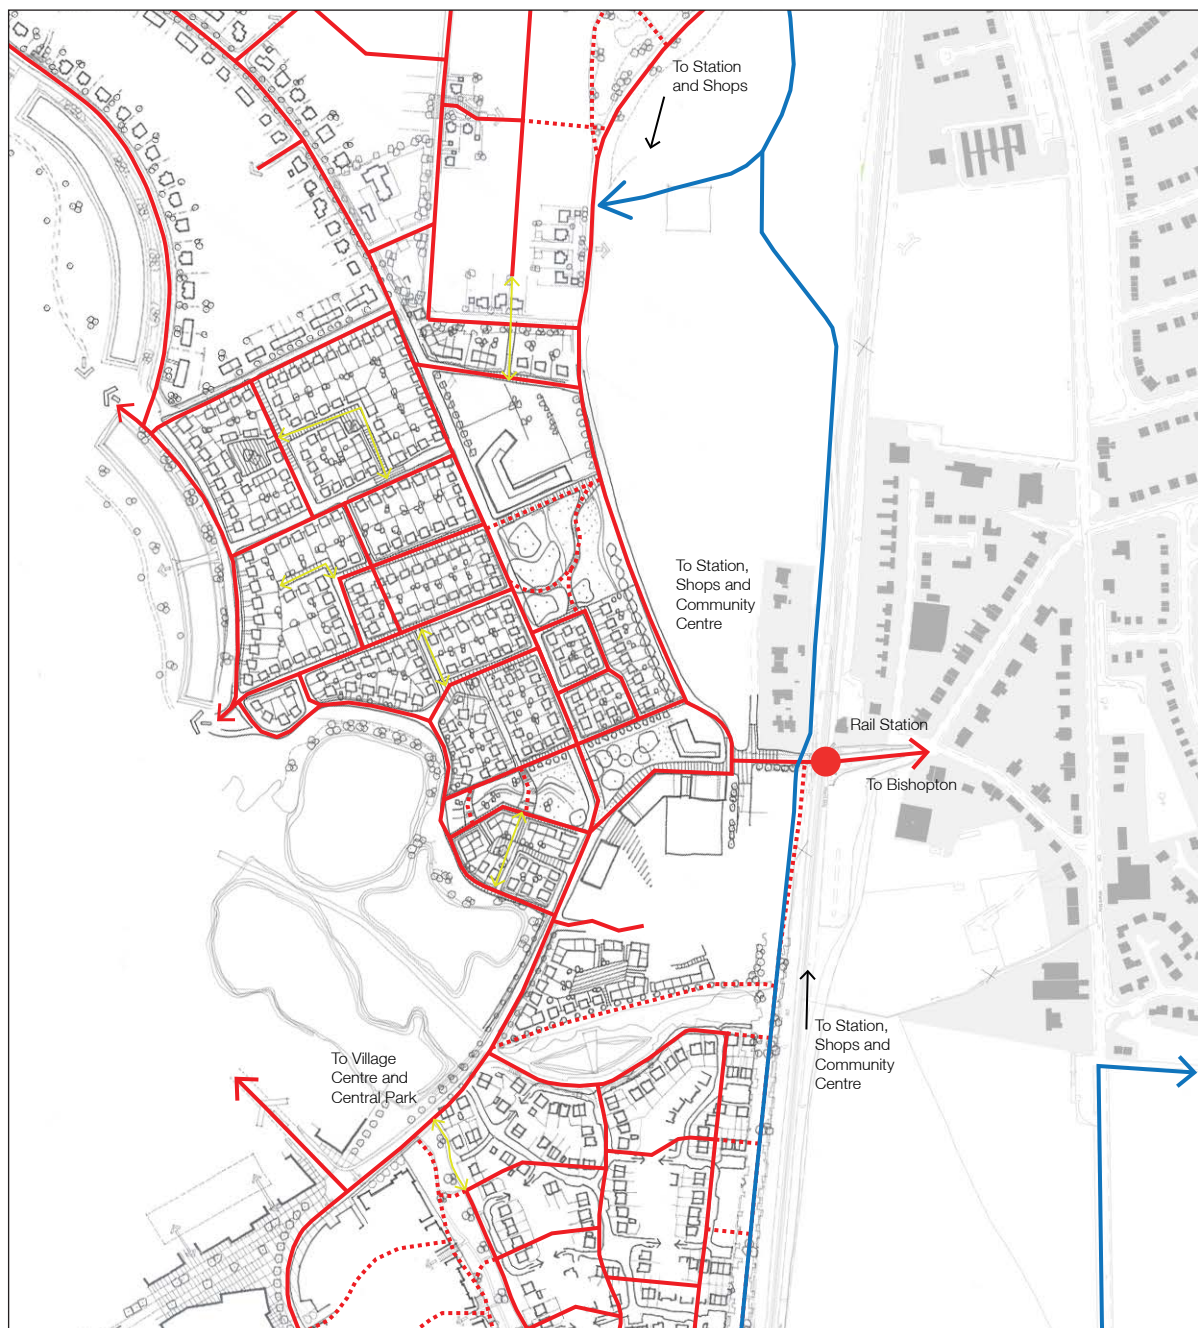 To Station
and Shops
To Station,
Shops and
Community
Centre
Rail Station
To Bishopton
To Station,
Shops and
Community
Centre
To Village
Centre and
Central Park